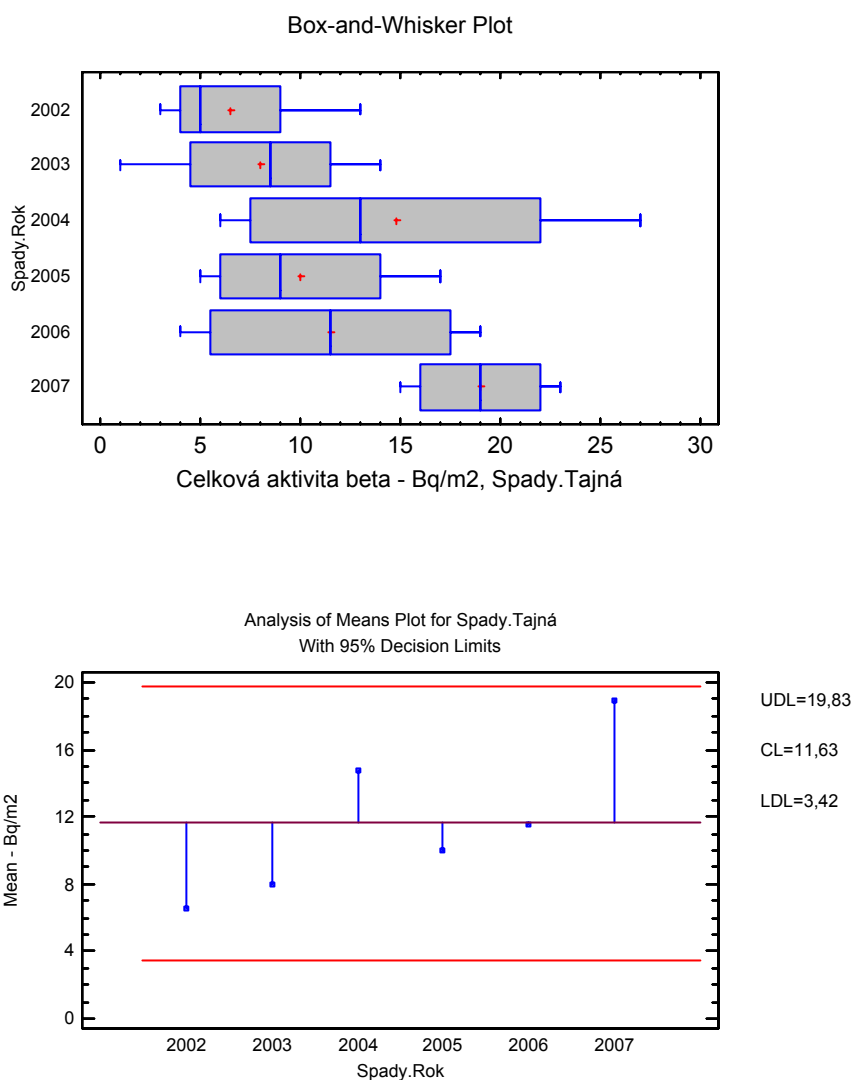 Box-and-Whisker Plot
Spady.Rok
2002
2003
2004
2005
2006
2007
0 5 10 15 20 25 30
Celková aktivita beta - Bq/m2, Spady.Tajná
Analysis of Means Plot for Spady.Tajná
With 95% Decision Limits
Mean - Bq/m2
20
16
12
8
4
0
UDL=19,83
CL=11,63
LDL=3,42
2002 2003 2004 2005 2006 2007
Spady.Rok